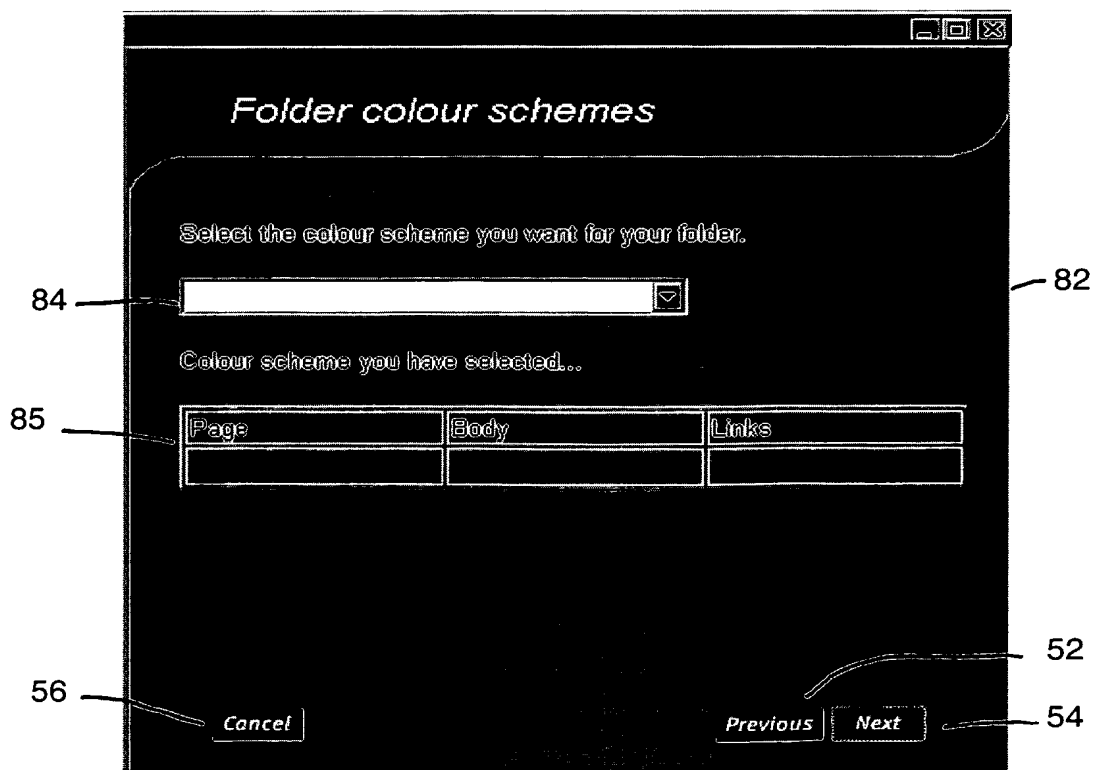 Folder colour schemes
Select the colour scheme you want for your folder.
82
84
Colour scheme you have selected...
85
Page Body Links
52
56
Cancel Previous Next 54